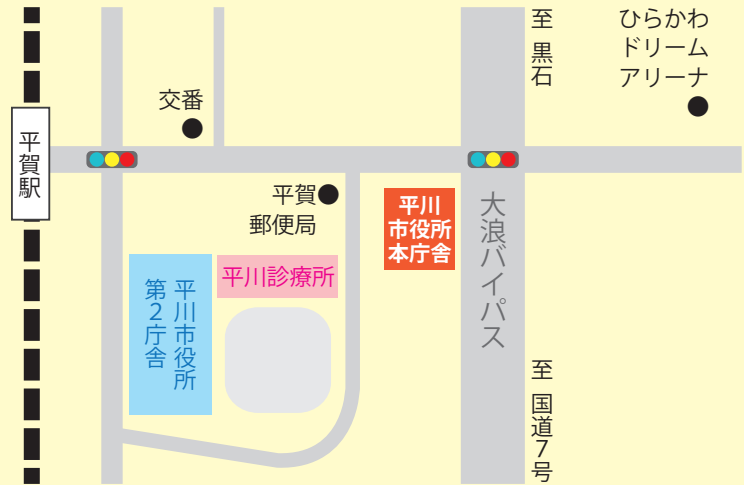 至 黒石
ひらかわ
ドリーム
アリーナ
交番
平賀駅
平賀
郵便局
平川
市役所
本庁舎
大浪バイパス
平川診療所
平川市役所
第2庁舎
至 国道7号